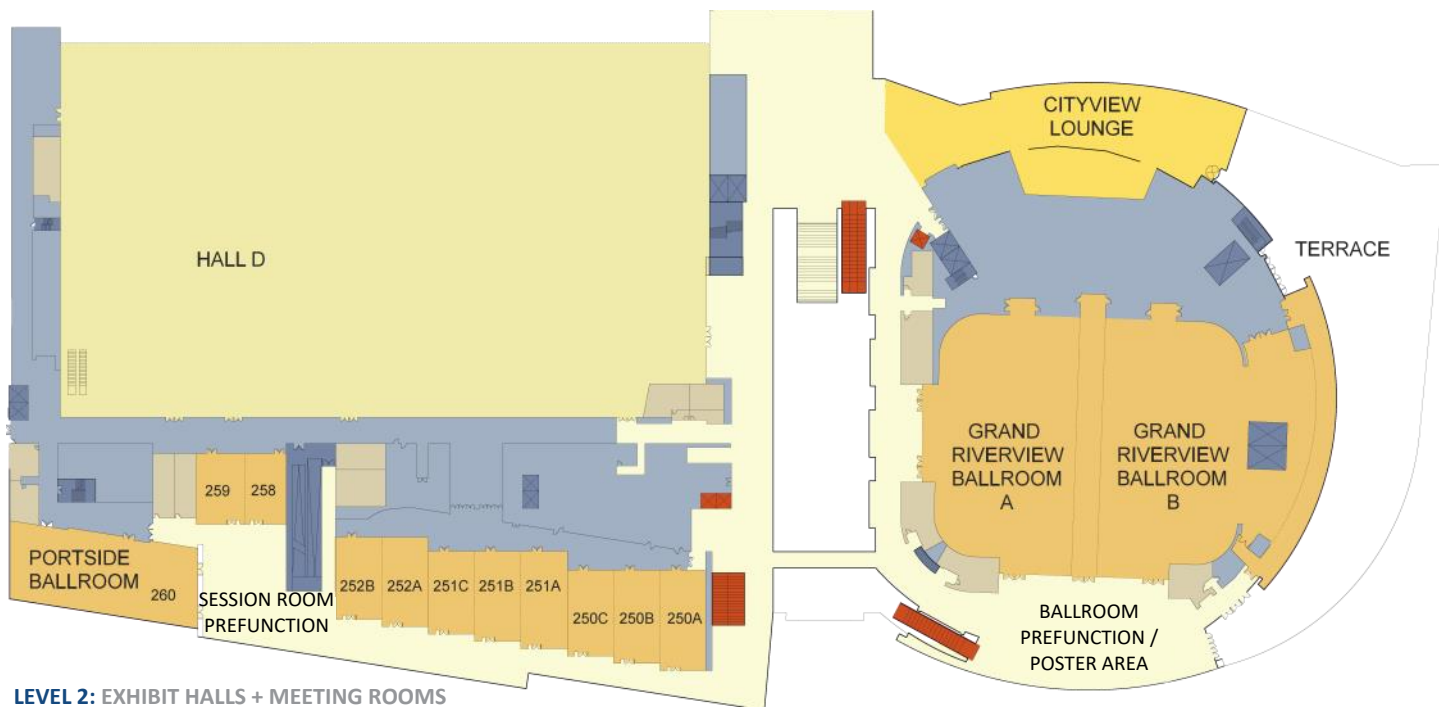 CITYVIEW
LOUNGE
HALL D
TERRACE
GRAND
RIVERVIEW
BALLROOM
A
GRAND
RIVERVIEW
BALLROOM
B
259
258
PORTSIDE
BALLROOM
260
SESSION ROOM
PREFUNCTION
252B
252A
251C
251B
251A
250C
250B
250A
BALLROOM
PREFUNCTION /
POSTER AREA
LEVEL 2: EXHIBIT HALLS + MEETING ROOMS